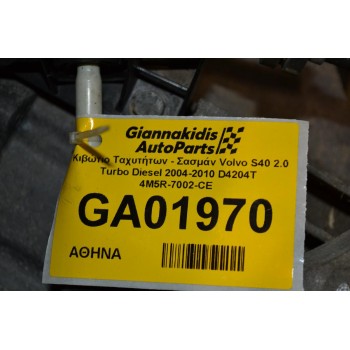 Giannakidis
AutoParts
Κιβώτιο Ταχυτήτων - Σασμάν Volvo S40 2.0
Turbo Diesel 2004-2010 D4204T
4M5R-7002-CE
GA01970
ΑΘΗΝΑ